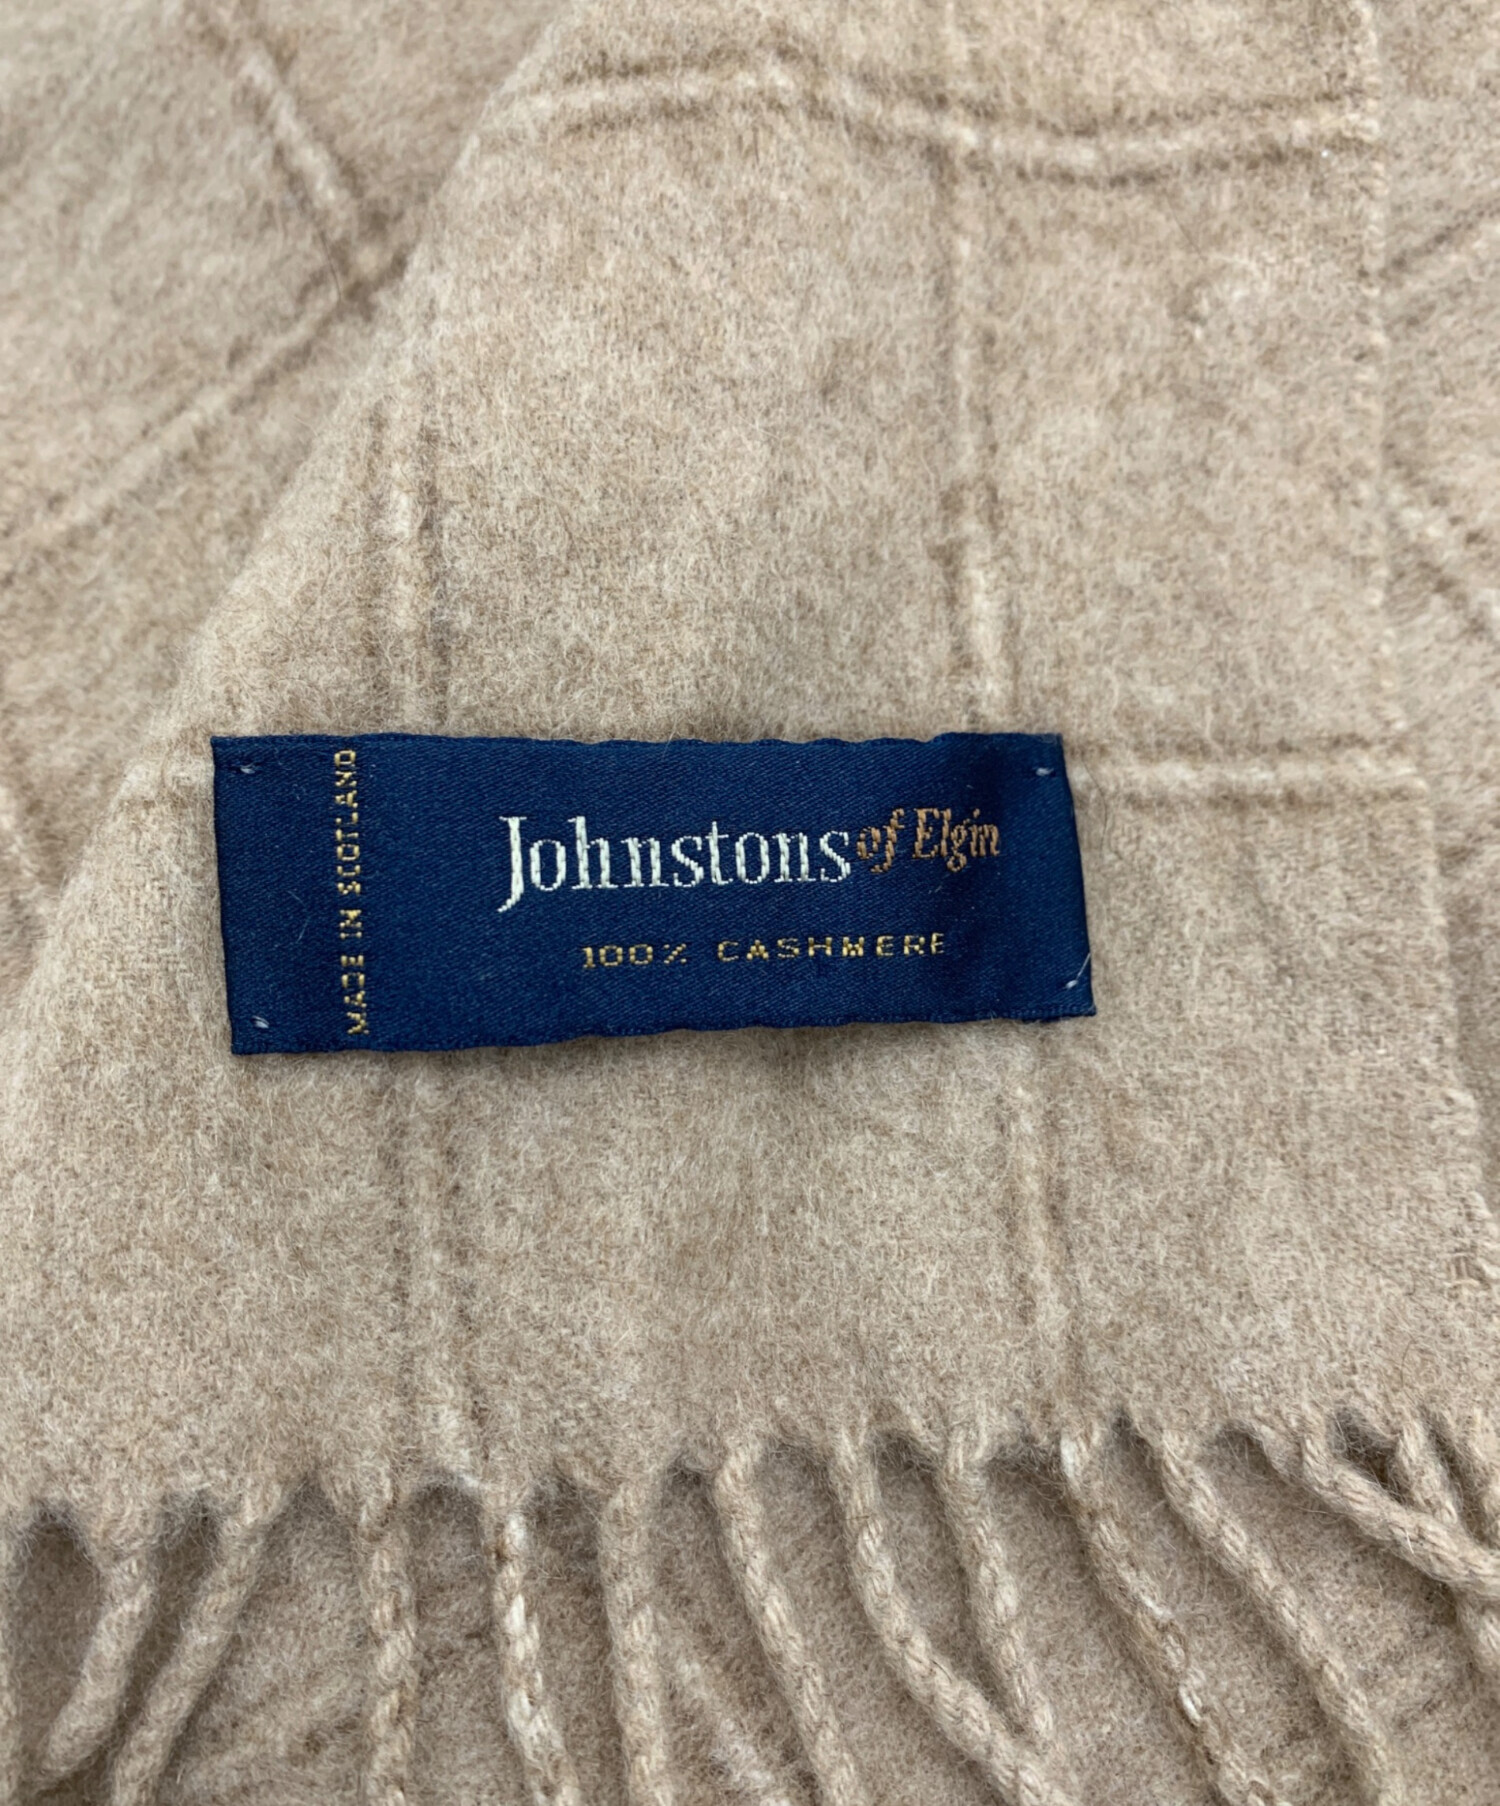 MADE IN SCOTLAND
Johnstons of Elgin
100% CASHMERE